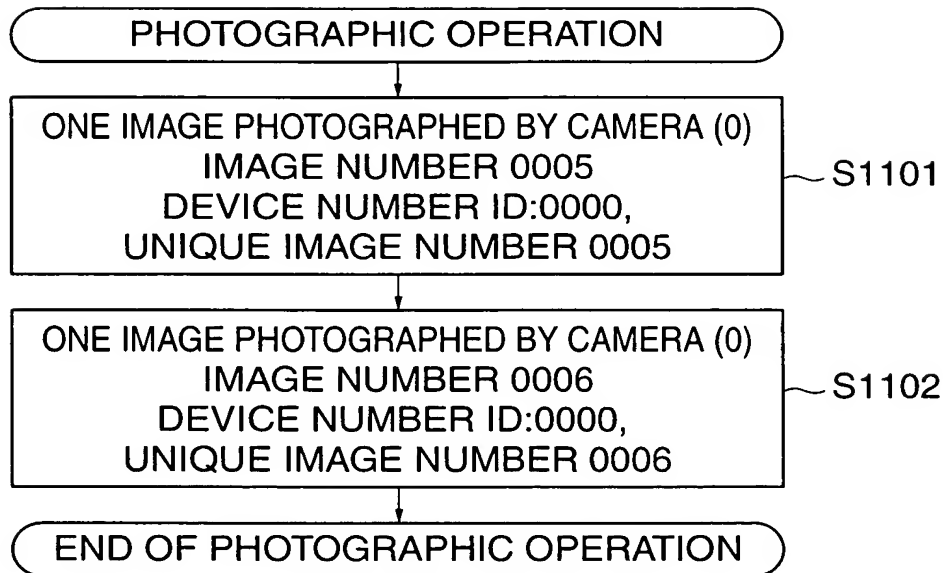 PHOTOGRAPHIC OPERATION
ONE IMAGE PHOTOGRAPHED BY CAMERA (0)
IMAGE NUMBER 0005
DEVICE NUMBER ID:0000,
UNIQUE IMAGE NUMBER 0005
S1101
ONE IMAGE PHOTOGRAPHED BY CAMERA (0)
IMAGE NUMBER 0006
DEVICE NUMBER ID:0000,
UNIQUE IMAGE NUMBER 0006
S1102
END OF PHOTOGRAPHIC OPERATION